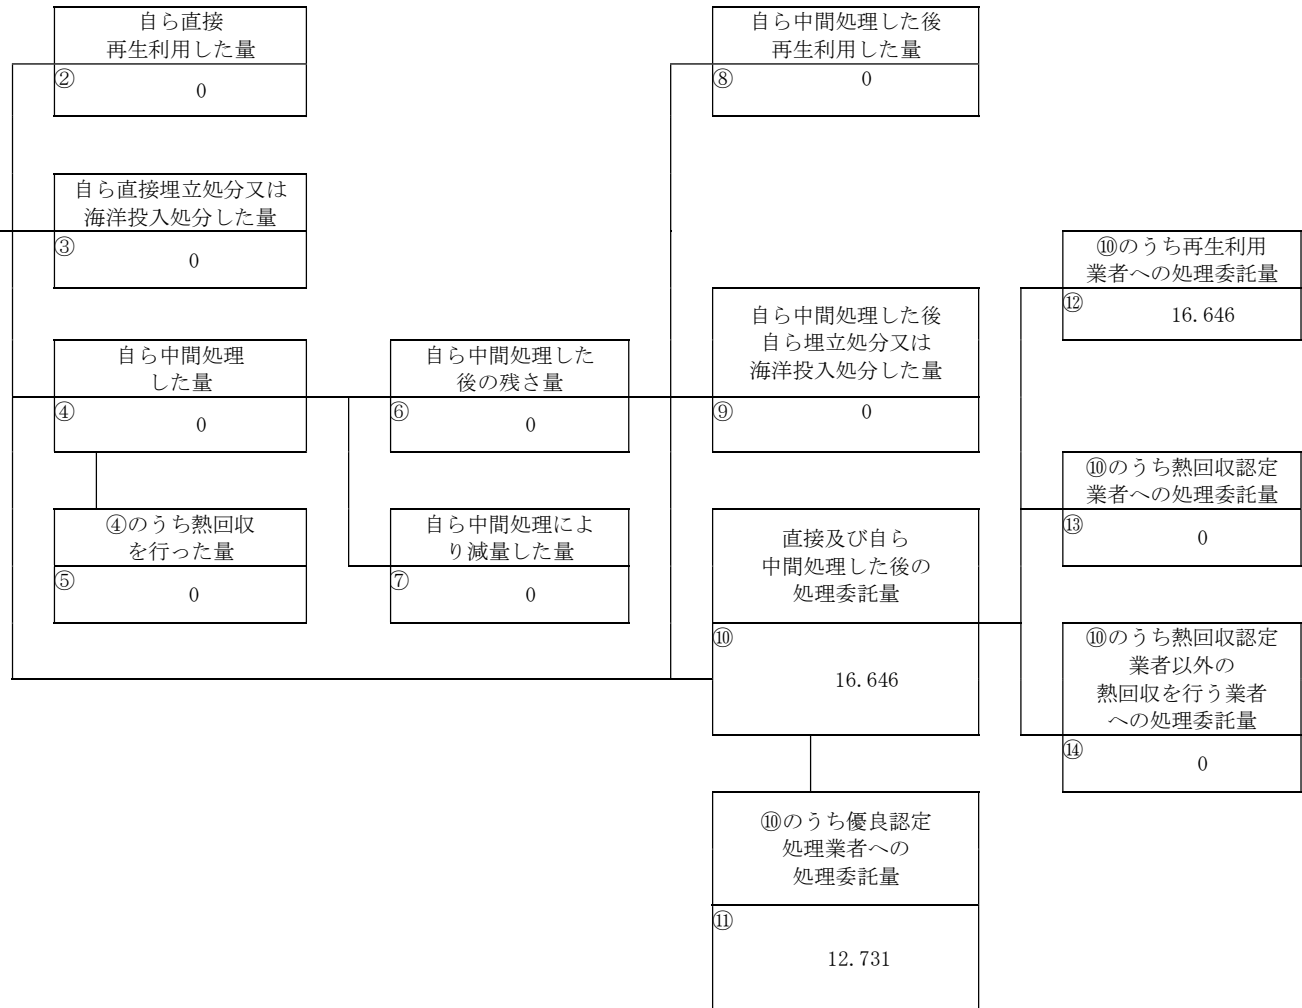 自ら直接
再生利用した量
②
0
自ら直接埋立処分又は
海洋投入処分した量
③
0
自ら中間処理
した量
④
0
④のうち熱回収
を行った量
⑤
0
自ら中間処理した
後の残さ量
⑥
0
自ら中間処理によ
り減量した量
⑦
0
自ら中間処理した後
再生利用した量
⑧
0
自ら中間処理した後
自ら埋立処分又は
海洋投入処分した量
⑨
0
直接及び自ら
中間処理した後の
処理委託量
⑩
16.646
⑩のうち優良認定
処理業者への
処理委託量
⑪
12.731
⑩のうち再生利用
業者への処理委託量
⑫
16.646
⑩のうち熱回収認定
業者への処理委託量
⑬
0
⑩のうち熱回収認定
業者以外の
熱回収を行う業者
への処理委託量
⑭
0